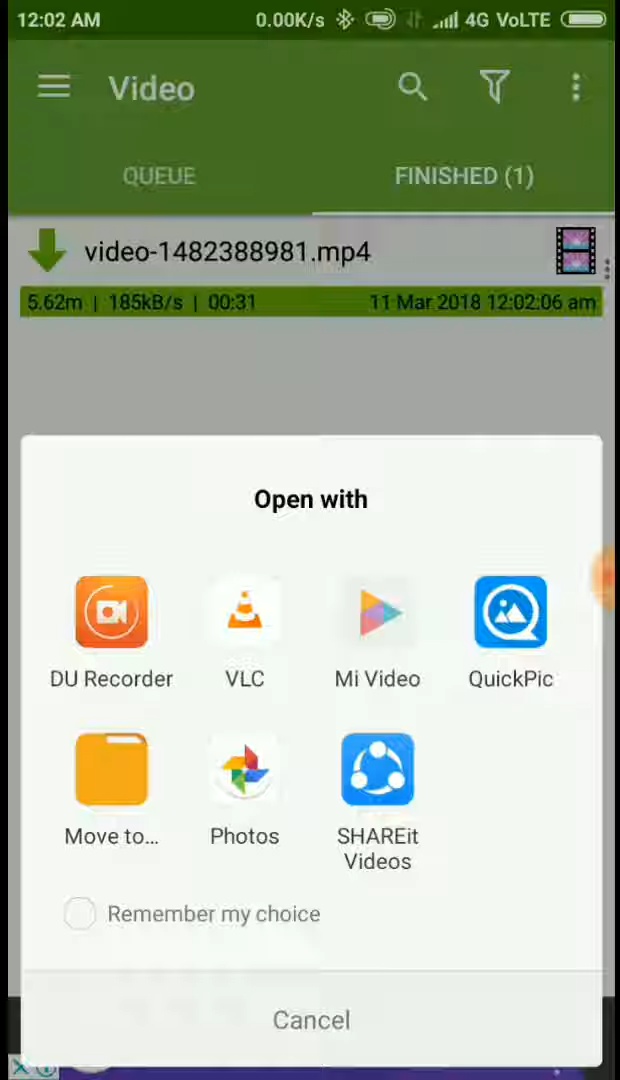 12:02 AM 0.00K/s 4G VoLTE
Video
QUEUE FINISHED (1)
video-1482388981.mp4
5.62m | 185kB/s | 00:31 11 Mar 2018 12:02:06 am
Open with
DU Recorder VLC Mi Video QuickPic
Move to... Photos SHAREit
Videos
Remember my choice
Cancel